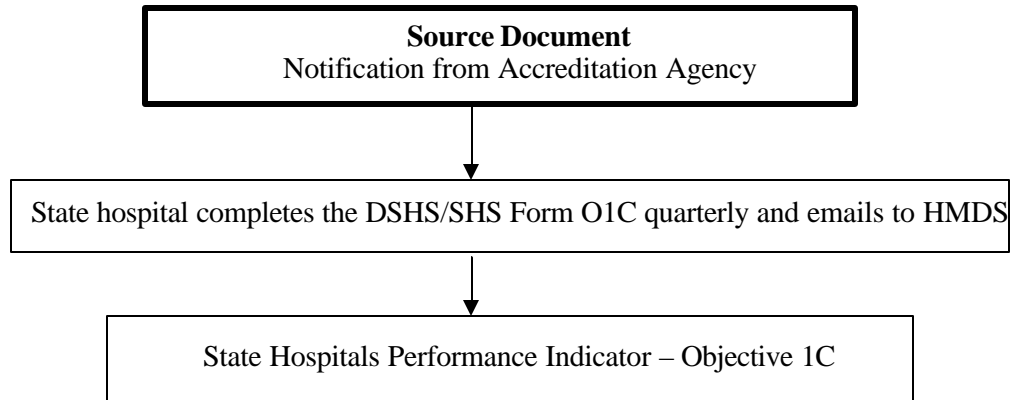 Source Document
Notification from Accreditation Agency
State hospital completes the DSHS/SHS Form O1C quarterly and emails to HMDS
State Hospitals Performance Indicator – Objective 1C